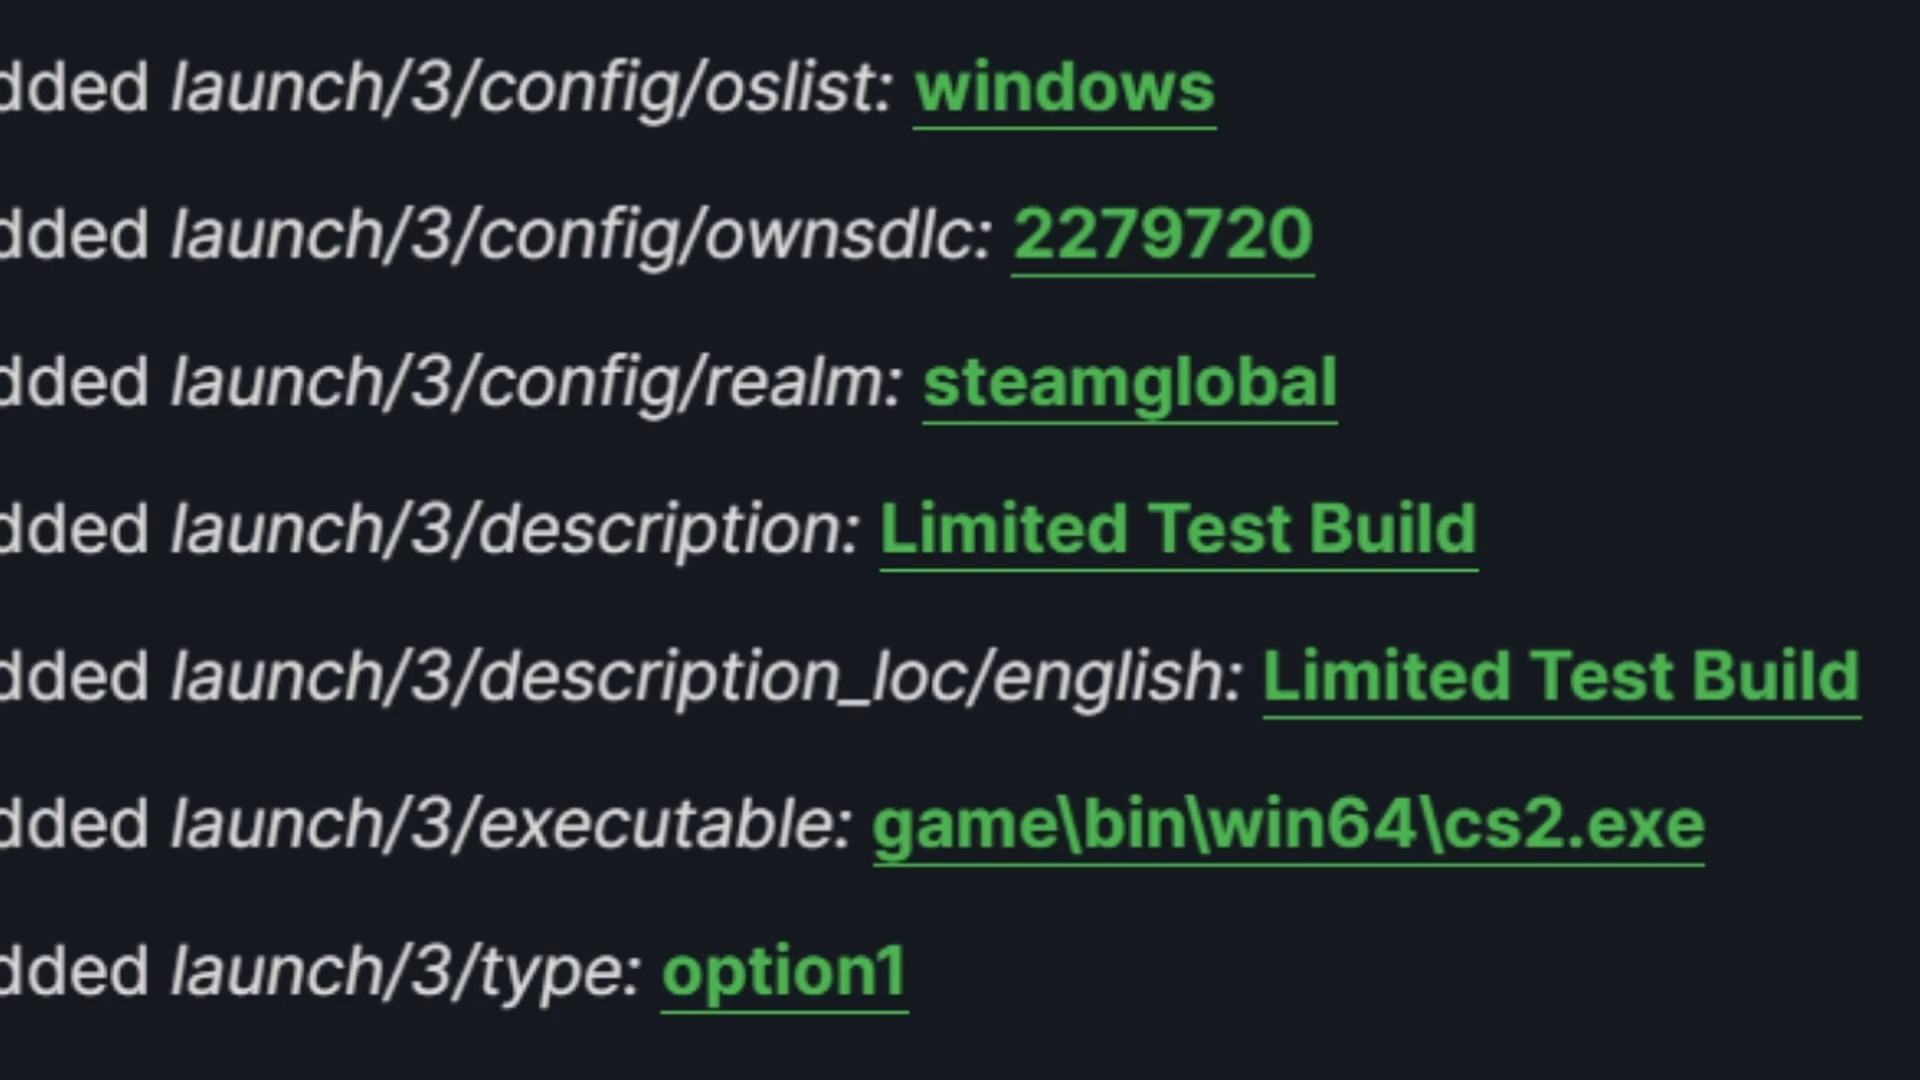 dded launch/3/config/oslist: windows
dded launch/3/config/ownsdlc: 2279720
dded launch/3/config/realm: steamglobal
dded launch/3/description: Limited Test Build
dded launch/3/description_loc/english: Limited Test Build
dded launch/3/executable: game\bin\win64\cs2.exe
dded launch/3/type: option1